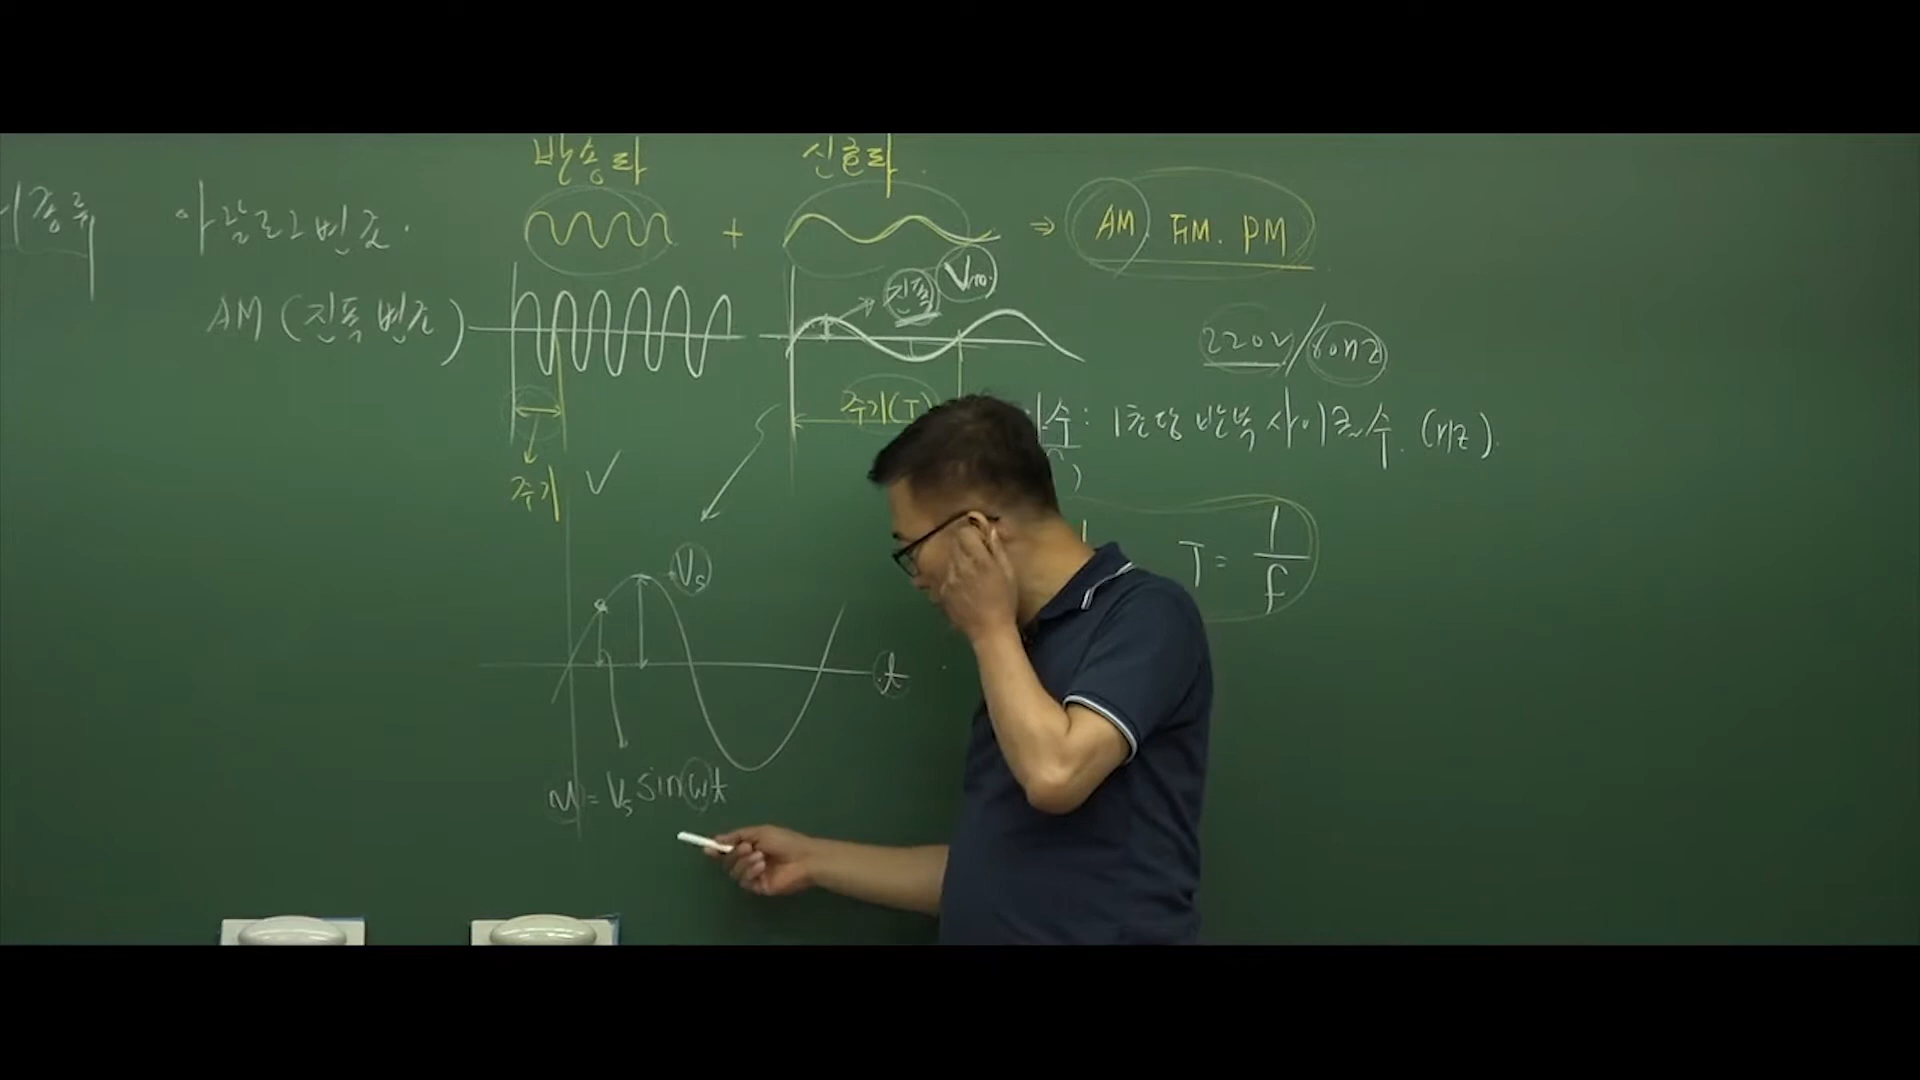 반송파 신호파
아날로그 변조.
+ ⇒ AM. FM. PM
진폭 Vm.
AM (진폭 변조)
220V/60Hz
주기(T)
수: 1초당 반복 사이클 수. (Hz).
주기 ✓
T = 1/f
Vs
t
v = Vs sin ωt